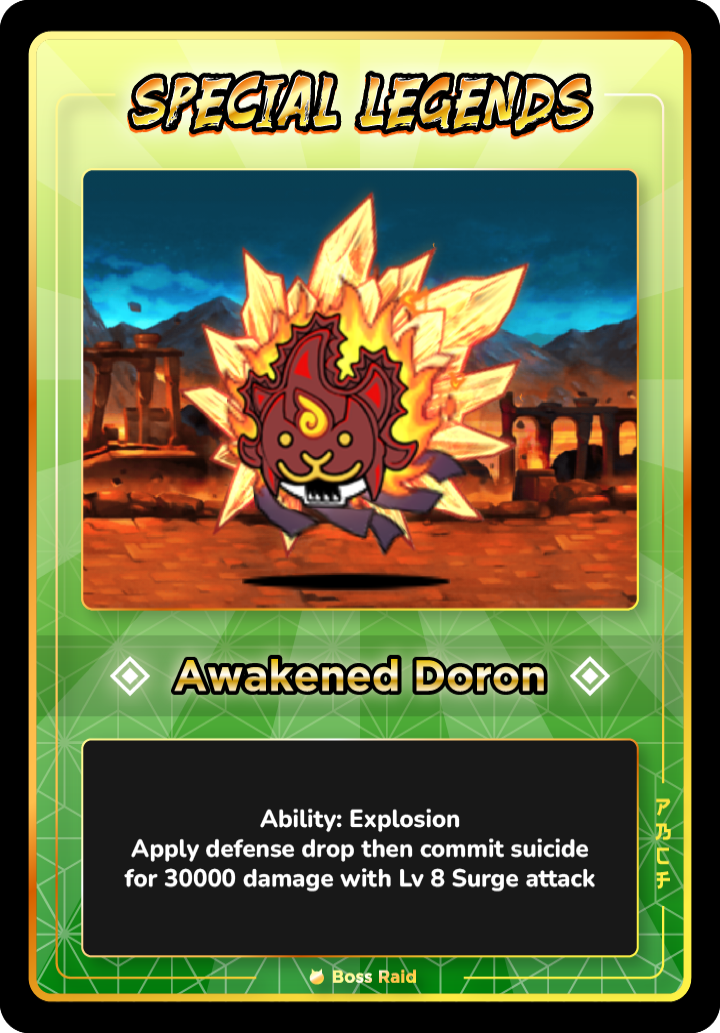 SPECIAL LEGENDS
Awakened Doron
Ability: Explosion
Apply defense drop then commit suicide
for 30000 damage with Lv 8 Surge attack
Boss Raid